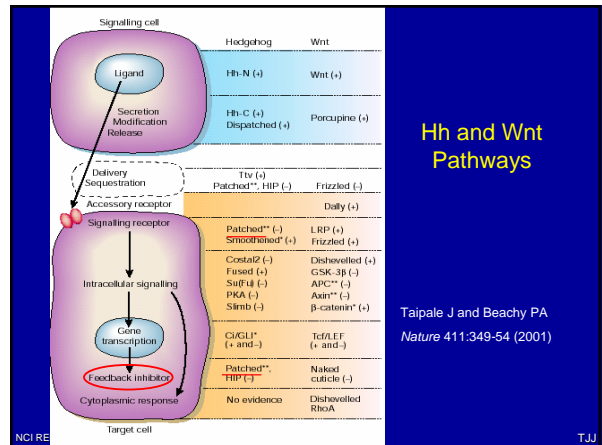 Signalling cell
Hedgehog Wnt
Ligand
Hh-N (+) Wnt (+)
Secretion
Modification
Release
Hh-C (+)
Dispatched (+)
Porcupine (+)
Hh and Wnt
Pathways
Delivery
Sequestration
Ttv (+)
Patched**, HIP (–) Frizzled (–)
Accessory receptor Dally (+)
Signalling receptor
Patched** (–) LRP (+)
Smoothened* (+) Frizzled (+)
Intracellular signalling
Costal2 (–) Dishevelled (+)
Fused (+) GSK-3β (–)
Su(Fu) (–) APC** (–)
PKA (–) Axin** (–)
Slimb (–) β-catenin* (+)
Taipale J and Beachy PA
Nature 411:349-54 (2001)
Gene
transcription
Ci/GLI* Tcf/LEF
(+ and–) (+ and–)
Feedback inhibitor
Patched**, Naked
HIP (–) cuticle (–)
Cytoplasmic response
No evidence Dishevelled
RhoA
Target cell
NCI RE
TJJ